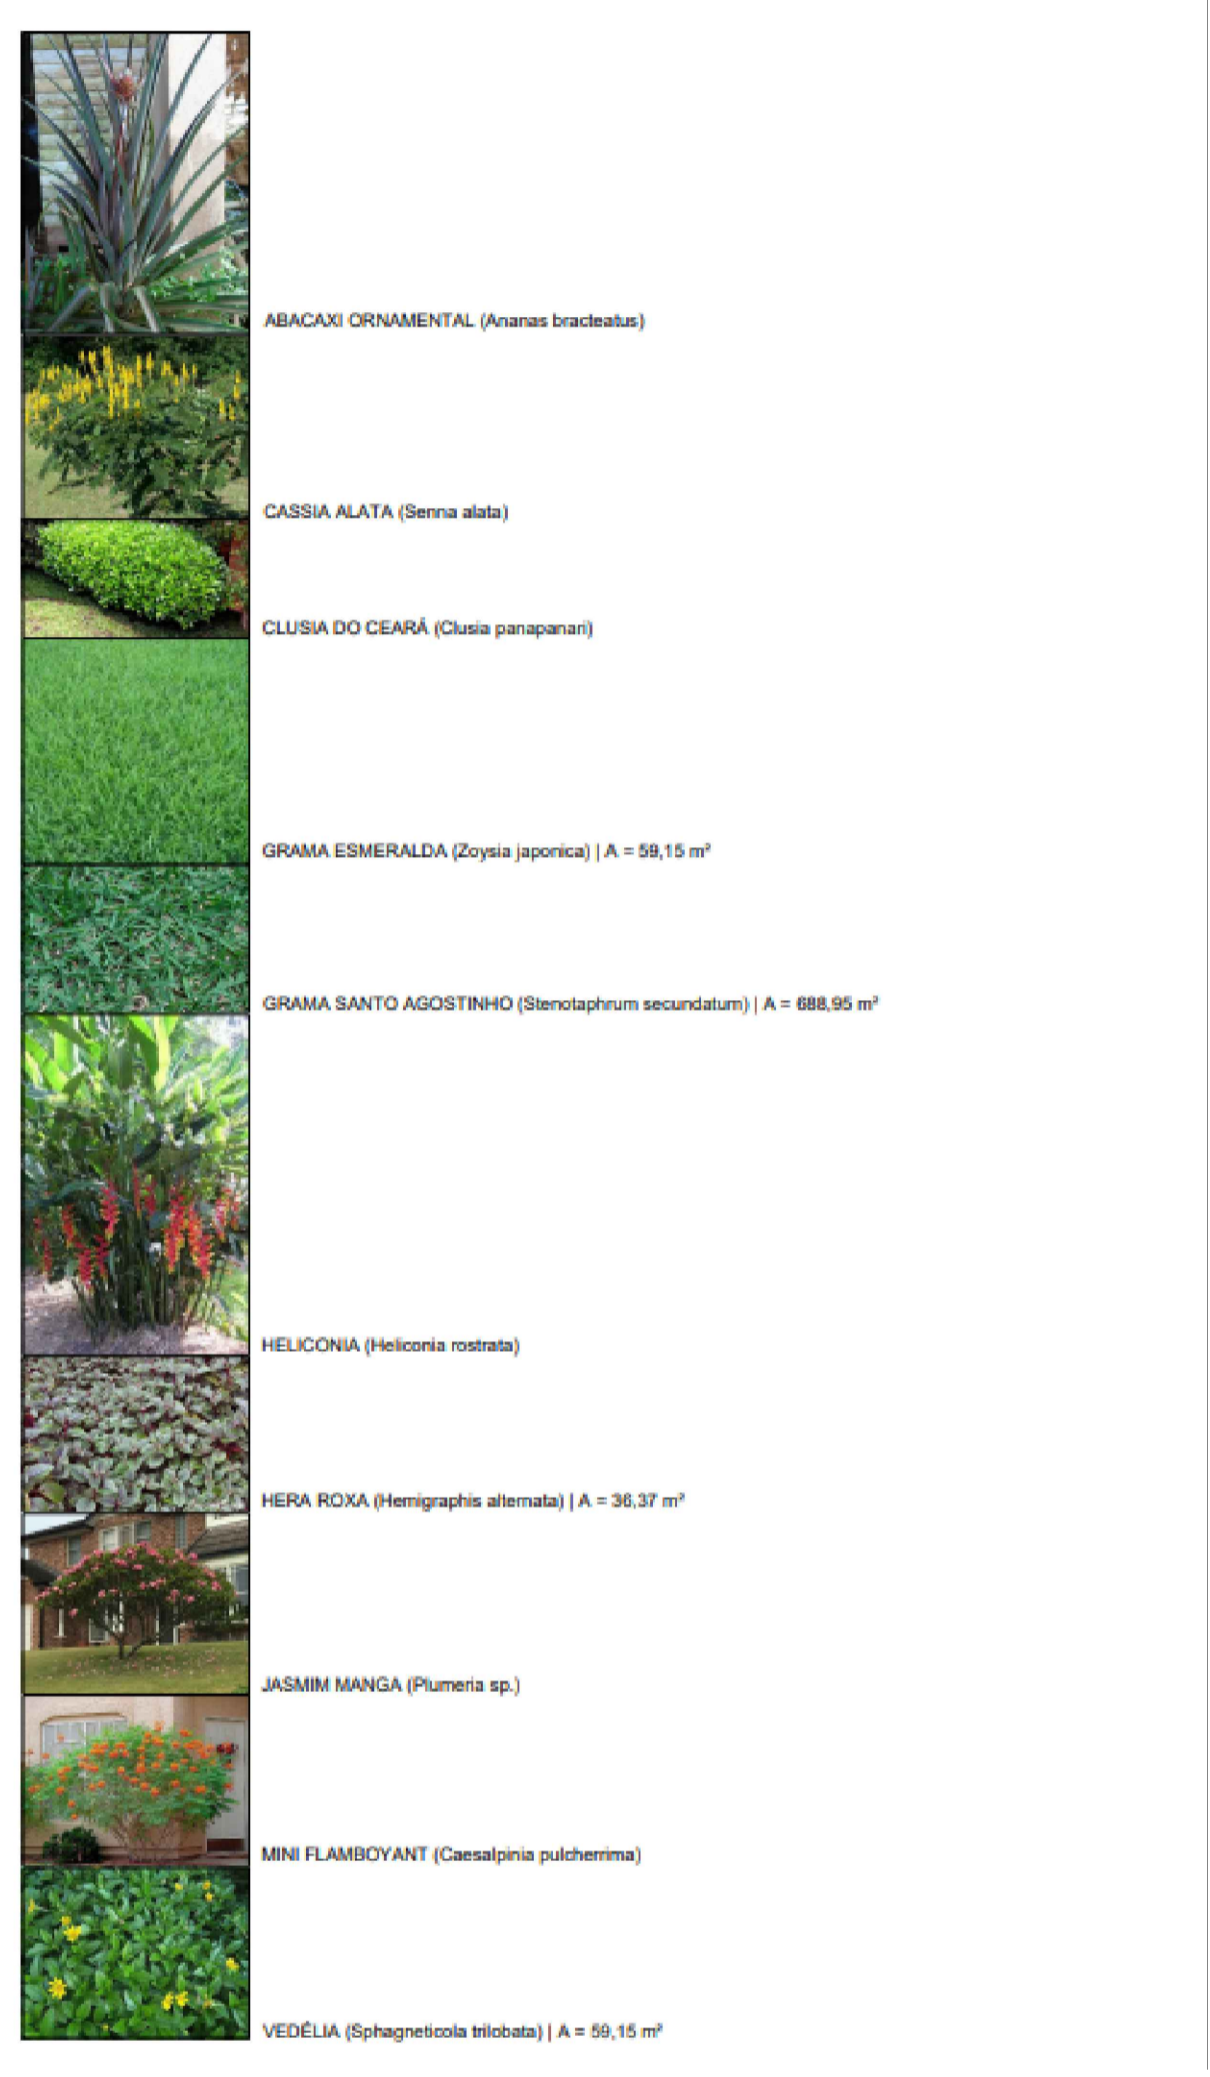 ABACAXI ORNAMENTAL (Ananas bracteatus)
CASSIA ALATA (Senna alata)
CLUSIA DO CEARÁ (Clusia panapanari)
GRAMA ESMERALDA (Zoysia japonica) | A = 59,15 m²
GRAMA SANTO AGOSTINHO (Stenotaphrum secundatum) | A = 688,95 m²
HELICONIA (Heliconia rostrata)
HERA ROXA (Hemigraphis alternata) | A = 36,37 m²
JASMIM MANGA (Plumeria sp.)
MINI FLAMBOYANT (Caesalpinia pulcherrima)
VEDÉLIA (Sphagneticola trilobata) | A = 59,15 m²